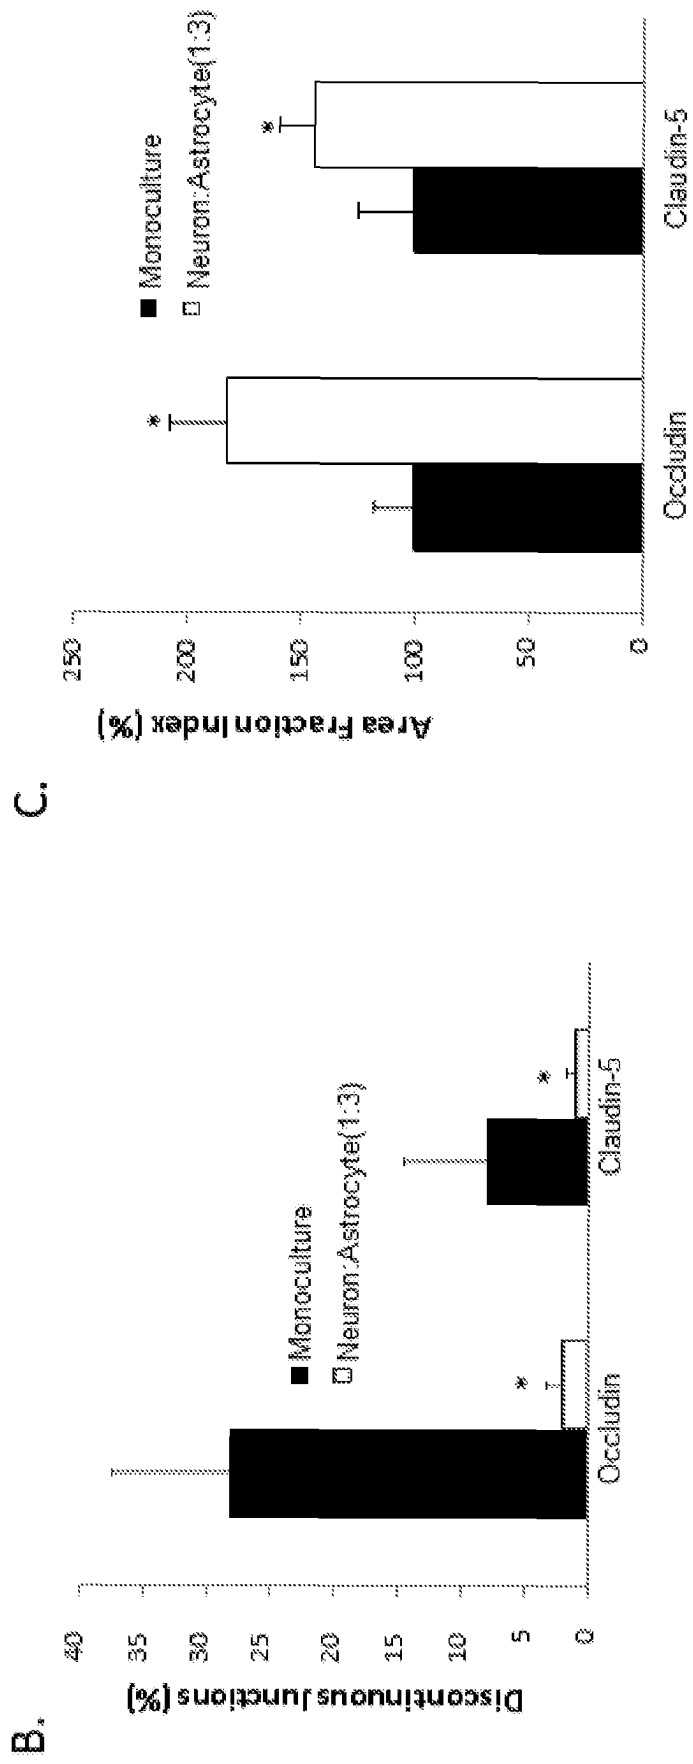 B.
Discontinuous Junctions (%)
40
35
30
25
20
15
10
5
0
■ Monoculture
□ Neuron:Astrocyte(1:3)
*
*
Occludin
Claudin-5
C.
Area Fraction Index (%)
250
200
150
100
50
0
■ Monoculture
□ Neuron:Astrocyte(1:3)
*
*
Occludin
Claudin-5